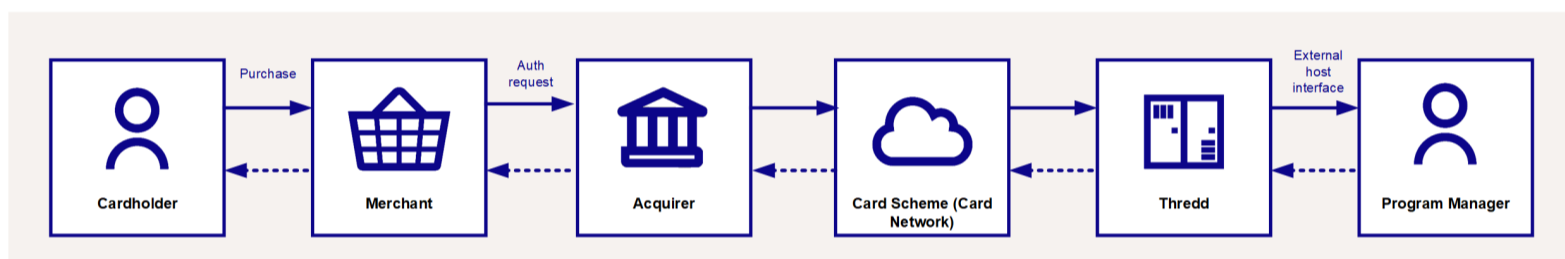 Purchase
Auth
request
External
host
interface
Cardholder
Merchant
Acquirer
Card Scheme (Card
Network)
Thredd
Program Manager